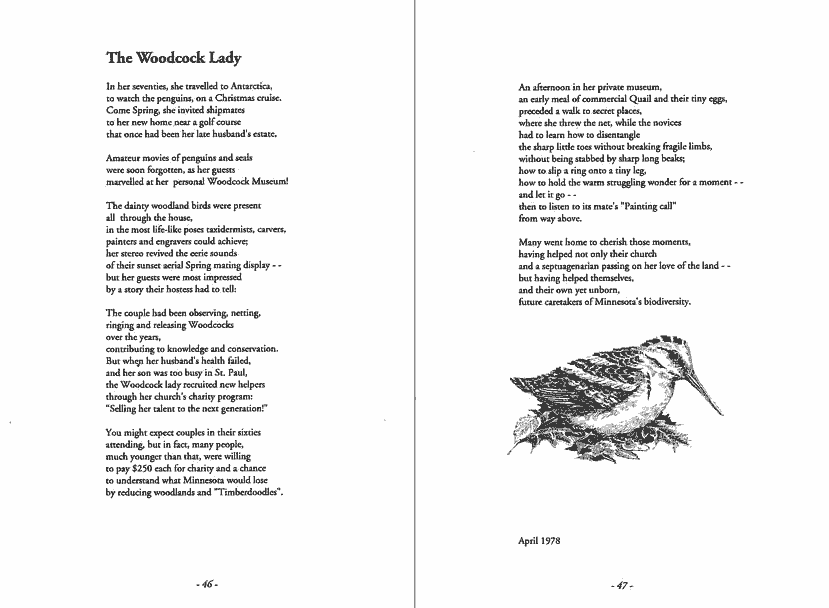 The Woodcock Lady
In her seventies, she travelled to Antarctica,
to watch the penguins, on a Christmas cruise.
Come Spring, she invited shipmates
to her new home near a golf course
that once had been her late husband's estate.
Amateur movies of penguins and seals
were soon forgotten, as her guests
marvelled at her personal Woodcock Museum!
The dainty woodland birds were present
all through the house,
in the most life-like poses taxidermists, carvers,
painters and engravers could achieve;
her stereo revived the eerie sounds
of their sunset aerial Spring mating display - -
but her guests were most impressed
by a story their hostess had to tell:
The couple had been observing, netting,
ringing and releasing Woodcocks
over the years,
contributing to knowledge and conservation.
But when her husband's health failed,
and her son was too busy in St. Paul,
the Woodcock lady recruited new helpers
through her church's charity program:
"Selling her talent to the next generation!"
You might expect couples in their sixties
attending, but in fact, many people,
much younger than that, were willing
to pay $250 each for charity and a chance
to understand what Minnesota would lose
by reducing woodlands and "Timberdoodles".
- 46 -
An afternoon in her private museum,
an early meal of commercial Quail and their tiny eggs,
preceded a walk to secret places,
where she threw the net, while the novices
had to learn how to disentangle
the sharp little toes without breaking fragile limbs,
without being stabbed by sharp long beaks;
how to slip a ring onto a tiny leg,
how to hold the warm struggling wonder for a moment - -
and let it go - -
then to listen to its mate's "Painting call"
from way above.
Many went home to cherish those moments,
having helped not only their church
and a septuagenarian passing on her love of the land - -
but having helped themselves,
and their own yet unborn,
future caretakers of Minnesota's biodiversity.
April 1978
- 47 -